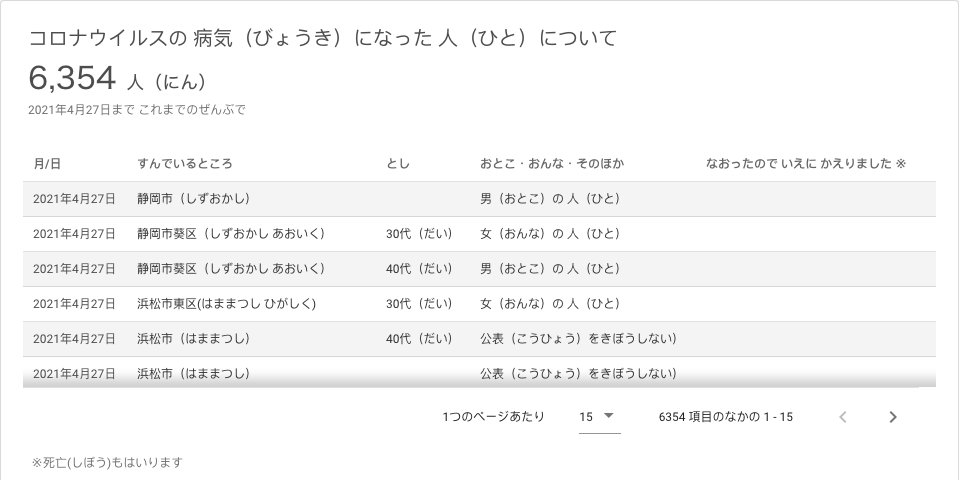 コロナウイルスの 病気（びょうき）になった 人（ひと）について
6,354 人（にん）
2021年4月27日まで これまでのぜんぶで
月/日 すんでいるところ とし おとこ・おんな・そのほか なおったので いえに かえりました ※
2021年4月27日 静岡市（しずおかし） 男（おとこ）の 人（ひと）
2021年4月27日 静岡市葵区（しずおかし あおいく） 30代（だい） 女（おんな）の 人（ひと）
2021年4月27日 静岡市葵区（しずおかし あおいく） 40代（だい） 男（おとこ）の 人（ひと）
2021年4月27日 浜松市東区(はままつし ひがしく) 30代（だい） 女（おんな）の 人（ひと）
2021年4月27日 浜松市（はままつし） 40代（だい） 公表（こうひょう）をきぼうしない）
2021年4月27日 浜松市（はままつし） 公表（こうひょう）をきぼうしない）
1つのページあたり 15 6354 項目のなかの 1 - 15
※死亡(しぼう)もはいります